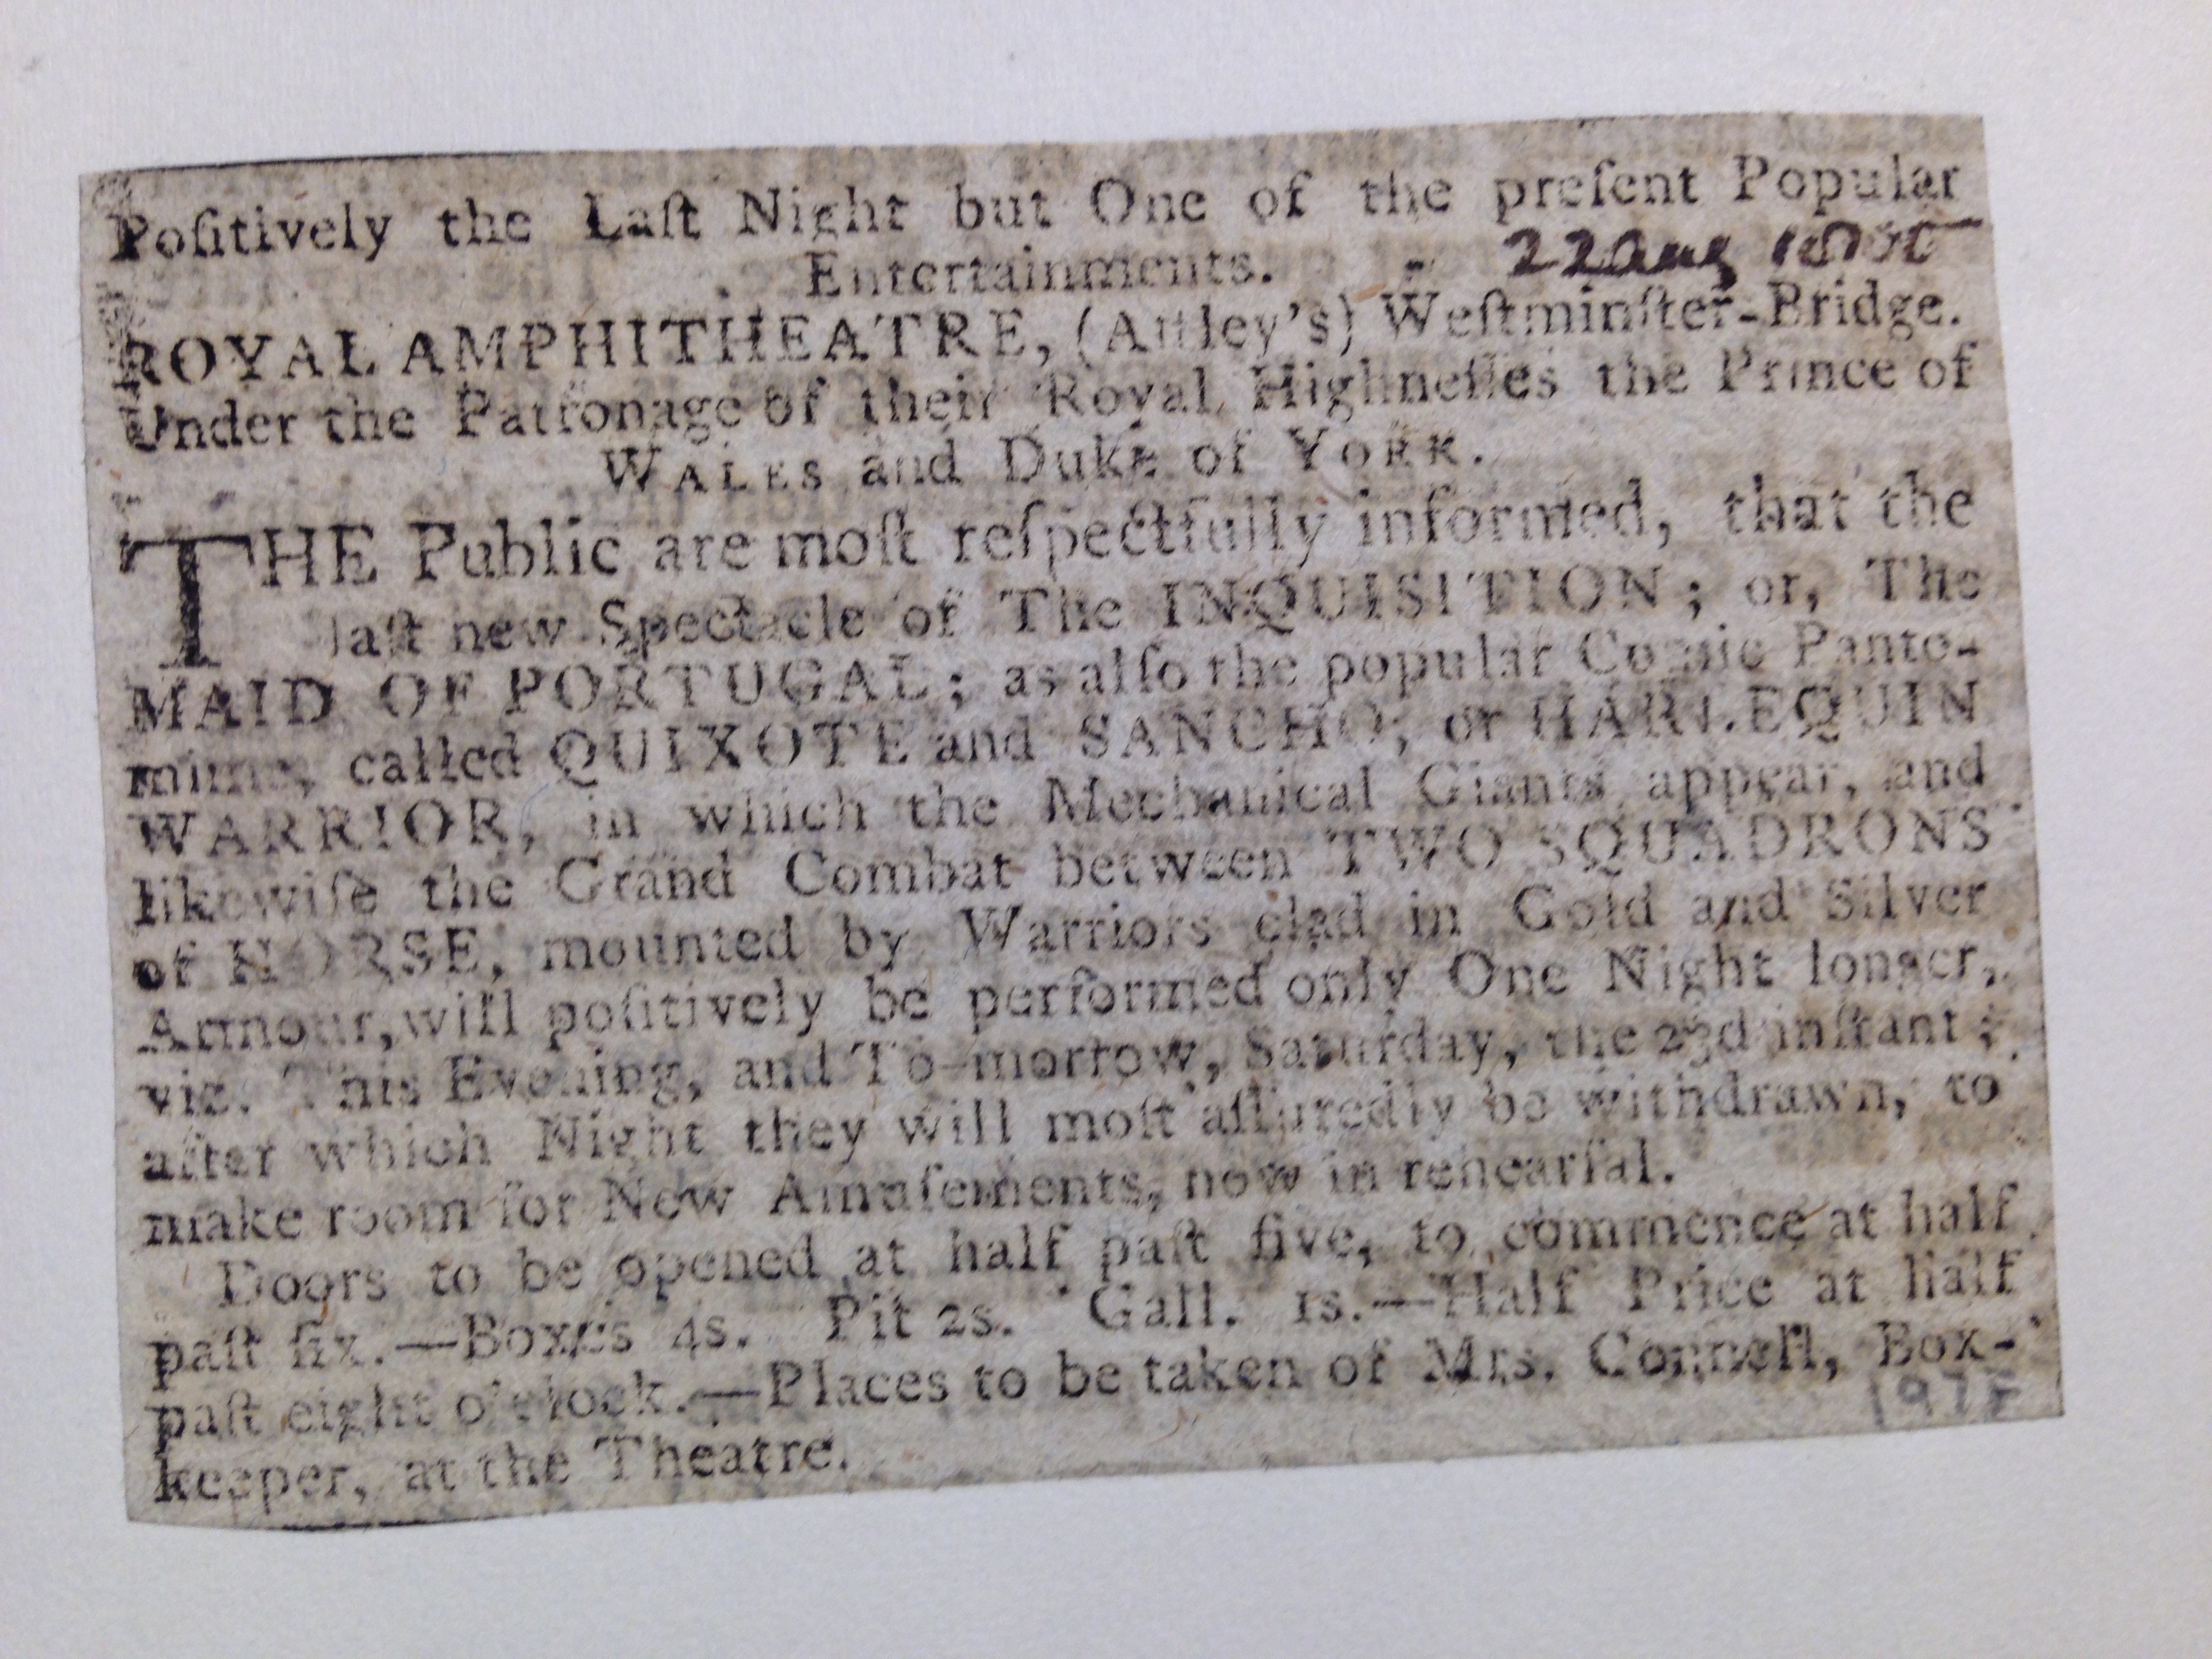 Poſitively the Laſt Night but One of the preſent Popular
Entertainments.
22 Aug
ROYAL AMPHITHEATRE, (Aſtley's) Weſtminſter-Bridge.
Under the Patronage of their Royal Highneſſes the Prince of
WALES and Duke of YORK.
THE Public are moſt reſpectfully informed, that the
laſt new Spectacle of The INQUISITION; or, The
MAID OF PORTUGAL; as alſo the popular Comic Panto-
mime, called QUIXOTE and SANCHO; or HARLEQUIN
WARRIOR, in which the Mechanical Giants appear, and
likewiſe the Grand Combat between TWO SQUADRONS
of HORSE, mounted by Warriors clad in Gold and Silver
Armour, will poſitively be performed only One Night longer,
viz. This Evening, and To-morrow, Saturday, the 23d inſtant;
after which Night they will moſt aſſuredly be withdrawn, to
make room for New Amuſements, now in rehearſal.
Doors to be opened at half paſt five, to commence at half
paſt ſix.—Boxes 4s. Pit 2s. Gall. 1s.—Half Price at half
paſt eight o'clock.—Places to be taken of Mrs. Connell, Box-
keeper, at the Theatre.